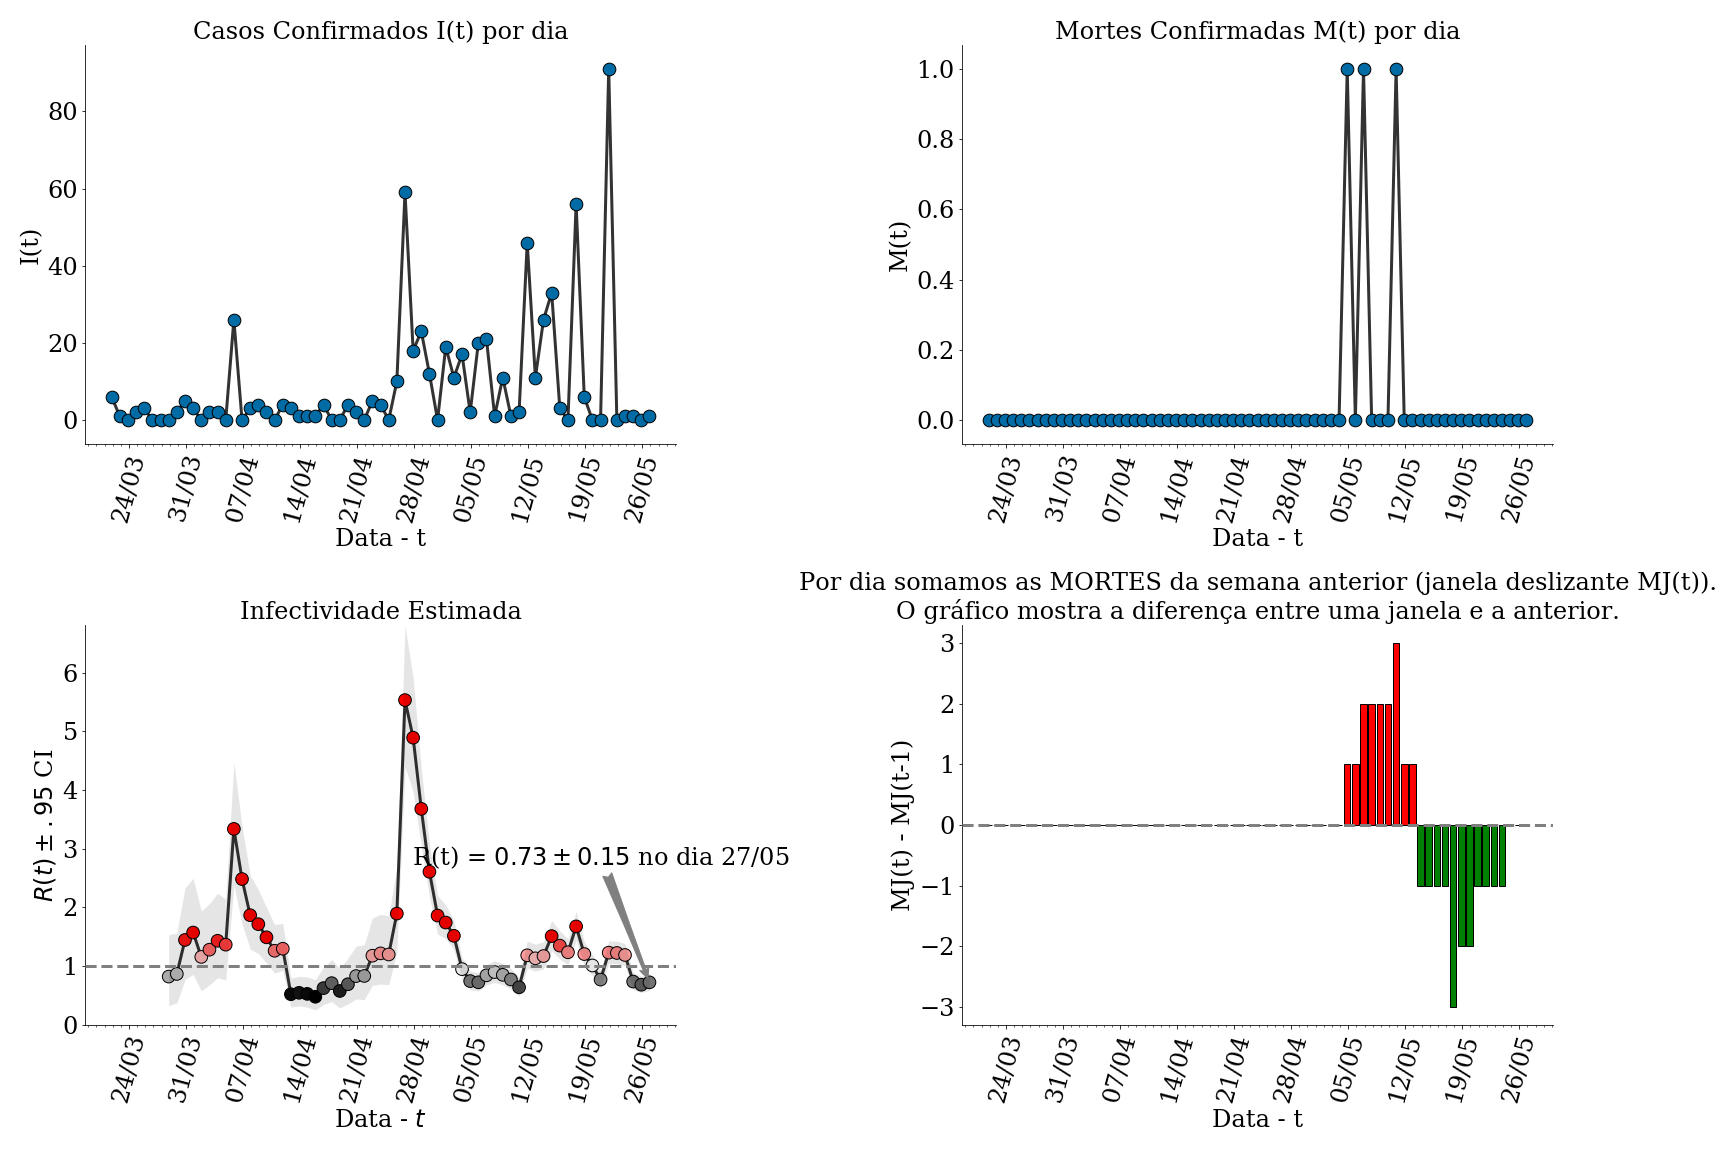 Casos Confirmados I(t) por dia
I(t)
80
60
40
20
0
24/03 31/03 07/04 14/04 21/04 28/04 05/05 12/05 19/05 26/05
Data - t
Mortes Confirmadas M(t) por dia
M(t)
1.0
0.8
0.6
0.4
0.2
0.0
24/03 31/03 07/04 14/04 21/04 28/04 05/05 12/05 19/05 26/05
Data - t
Infectividade Estimada
R(t) ± .95 CI
6
5
4
3
2
1
0
R(t) = 0.73 ± 0.15 no dia 27/05
24/03 31/03 07/04 14/04 21/04 28/04 05/05 12/05 19/05 26/05
Data - t
Por dia somamos as MORTES da semana anterior (janela deslizante MJ(t)).
O gráfico mostra a diferença entre uma janela e a anterior.
MJ(t) - MJ(t-1)
3
2
1
0
−1
−2
−3
24/03 31/03 07/04 14/04 21/04 28/04 05/05 12/05 19/05 26/05
Data - t